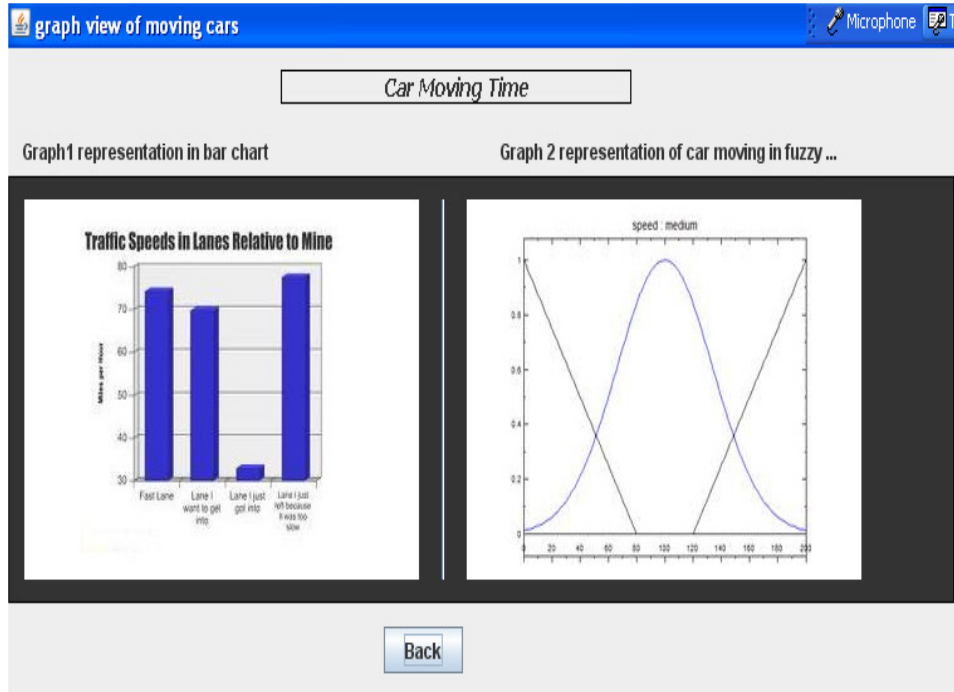 graph view of moving cars
Microphone
Car Moving Time
Graph1 representation in bar chart
Graph 2 representation of car moving in fuzzy ...
Traffic Speeds in Lanes Relative to Mine
80
70
60
50
40
30
Miles per Hour
Fast Lane
Lane I
want to get
into
Lane I just
got into
Lane I just
left because
it was too
slow
speed : medium
1
0.8
0.6
0.4
0.2
0
0 20 40 60 80 100 120 140 160 180 200
Back